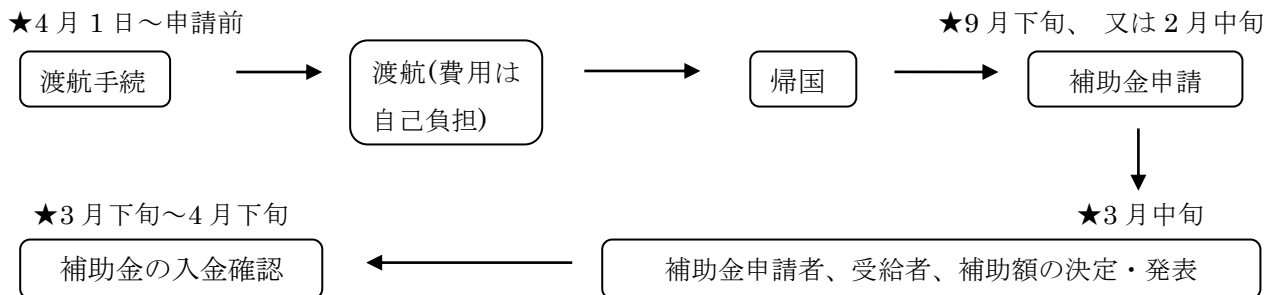 ★4 月 1 日～申請前
★9 月下旬、 又は 2 月中旬
渡航手続
渡航(費用は
自己負担)
帰国
補助金申請
★3 月下旬～4 月下旬
★3 月中旬
補助金の入金確認
補助金申請者、受給者、補助額の決定・発表